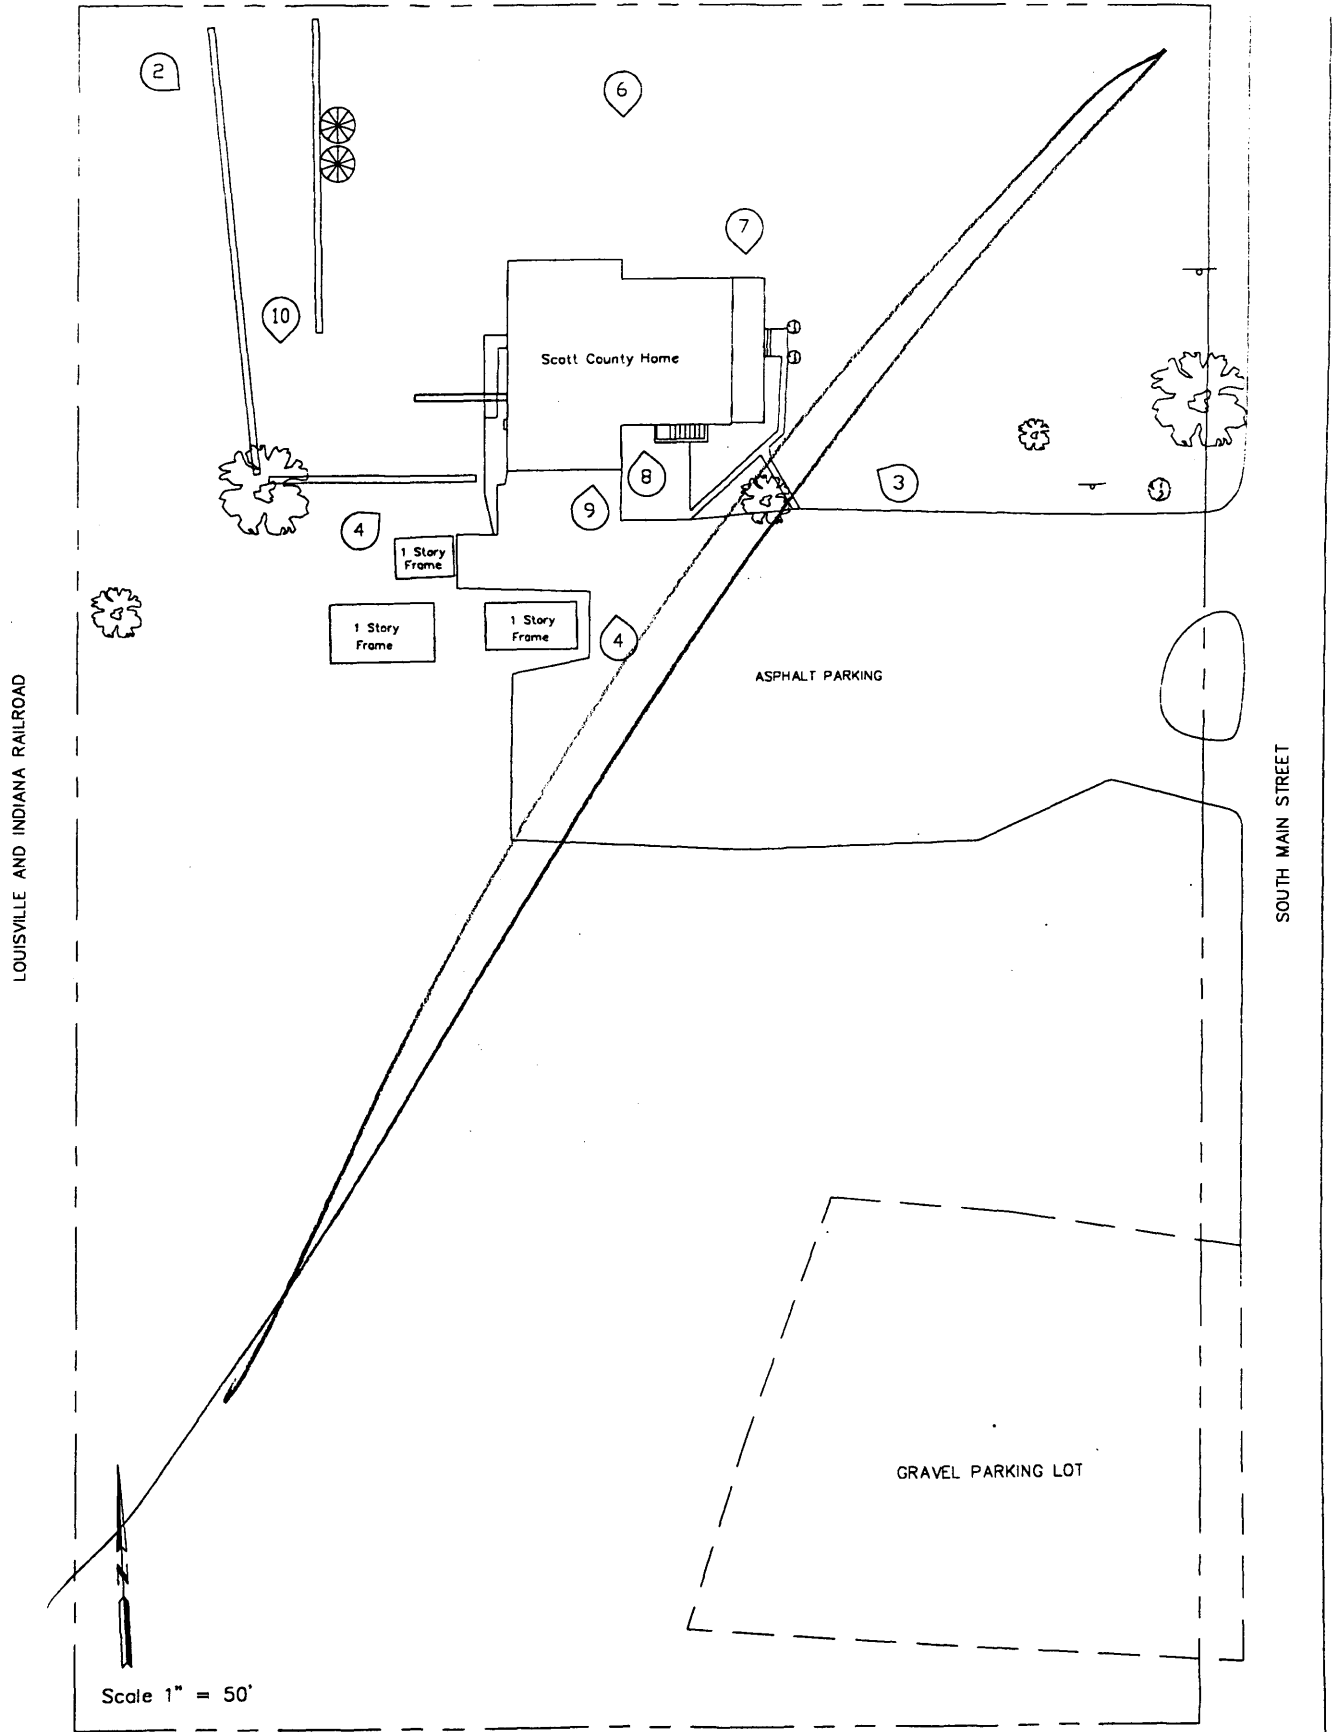 2
6
7
10
Scott County Home
8
3
9
4
1 Story
Frame
1 Story
Frame
1 Story
Frame
4
ASPHALT PARKING
LOUISVILLE AND INDIANA RAILROAD
SOUTH MAIN STREET
GRAVEL PARKING LOT
N
Scale 1" = 50'